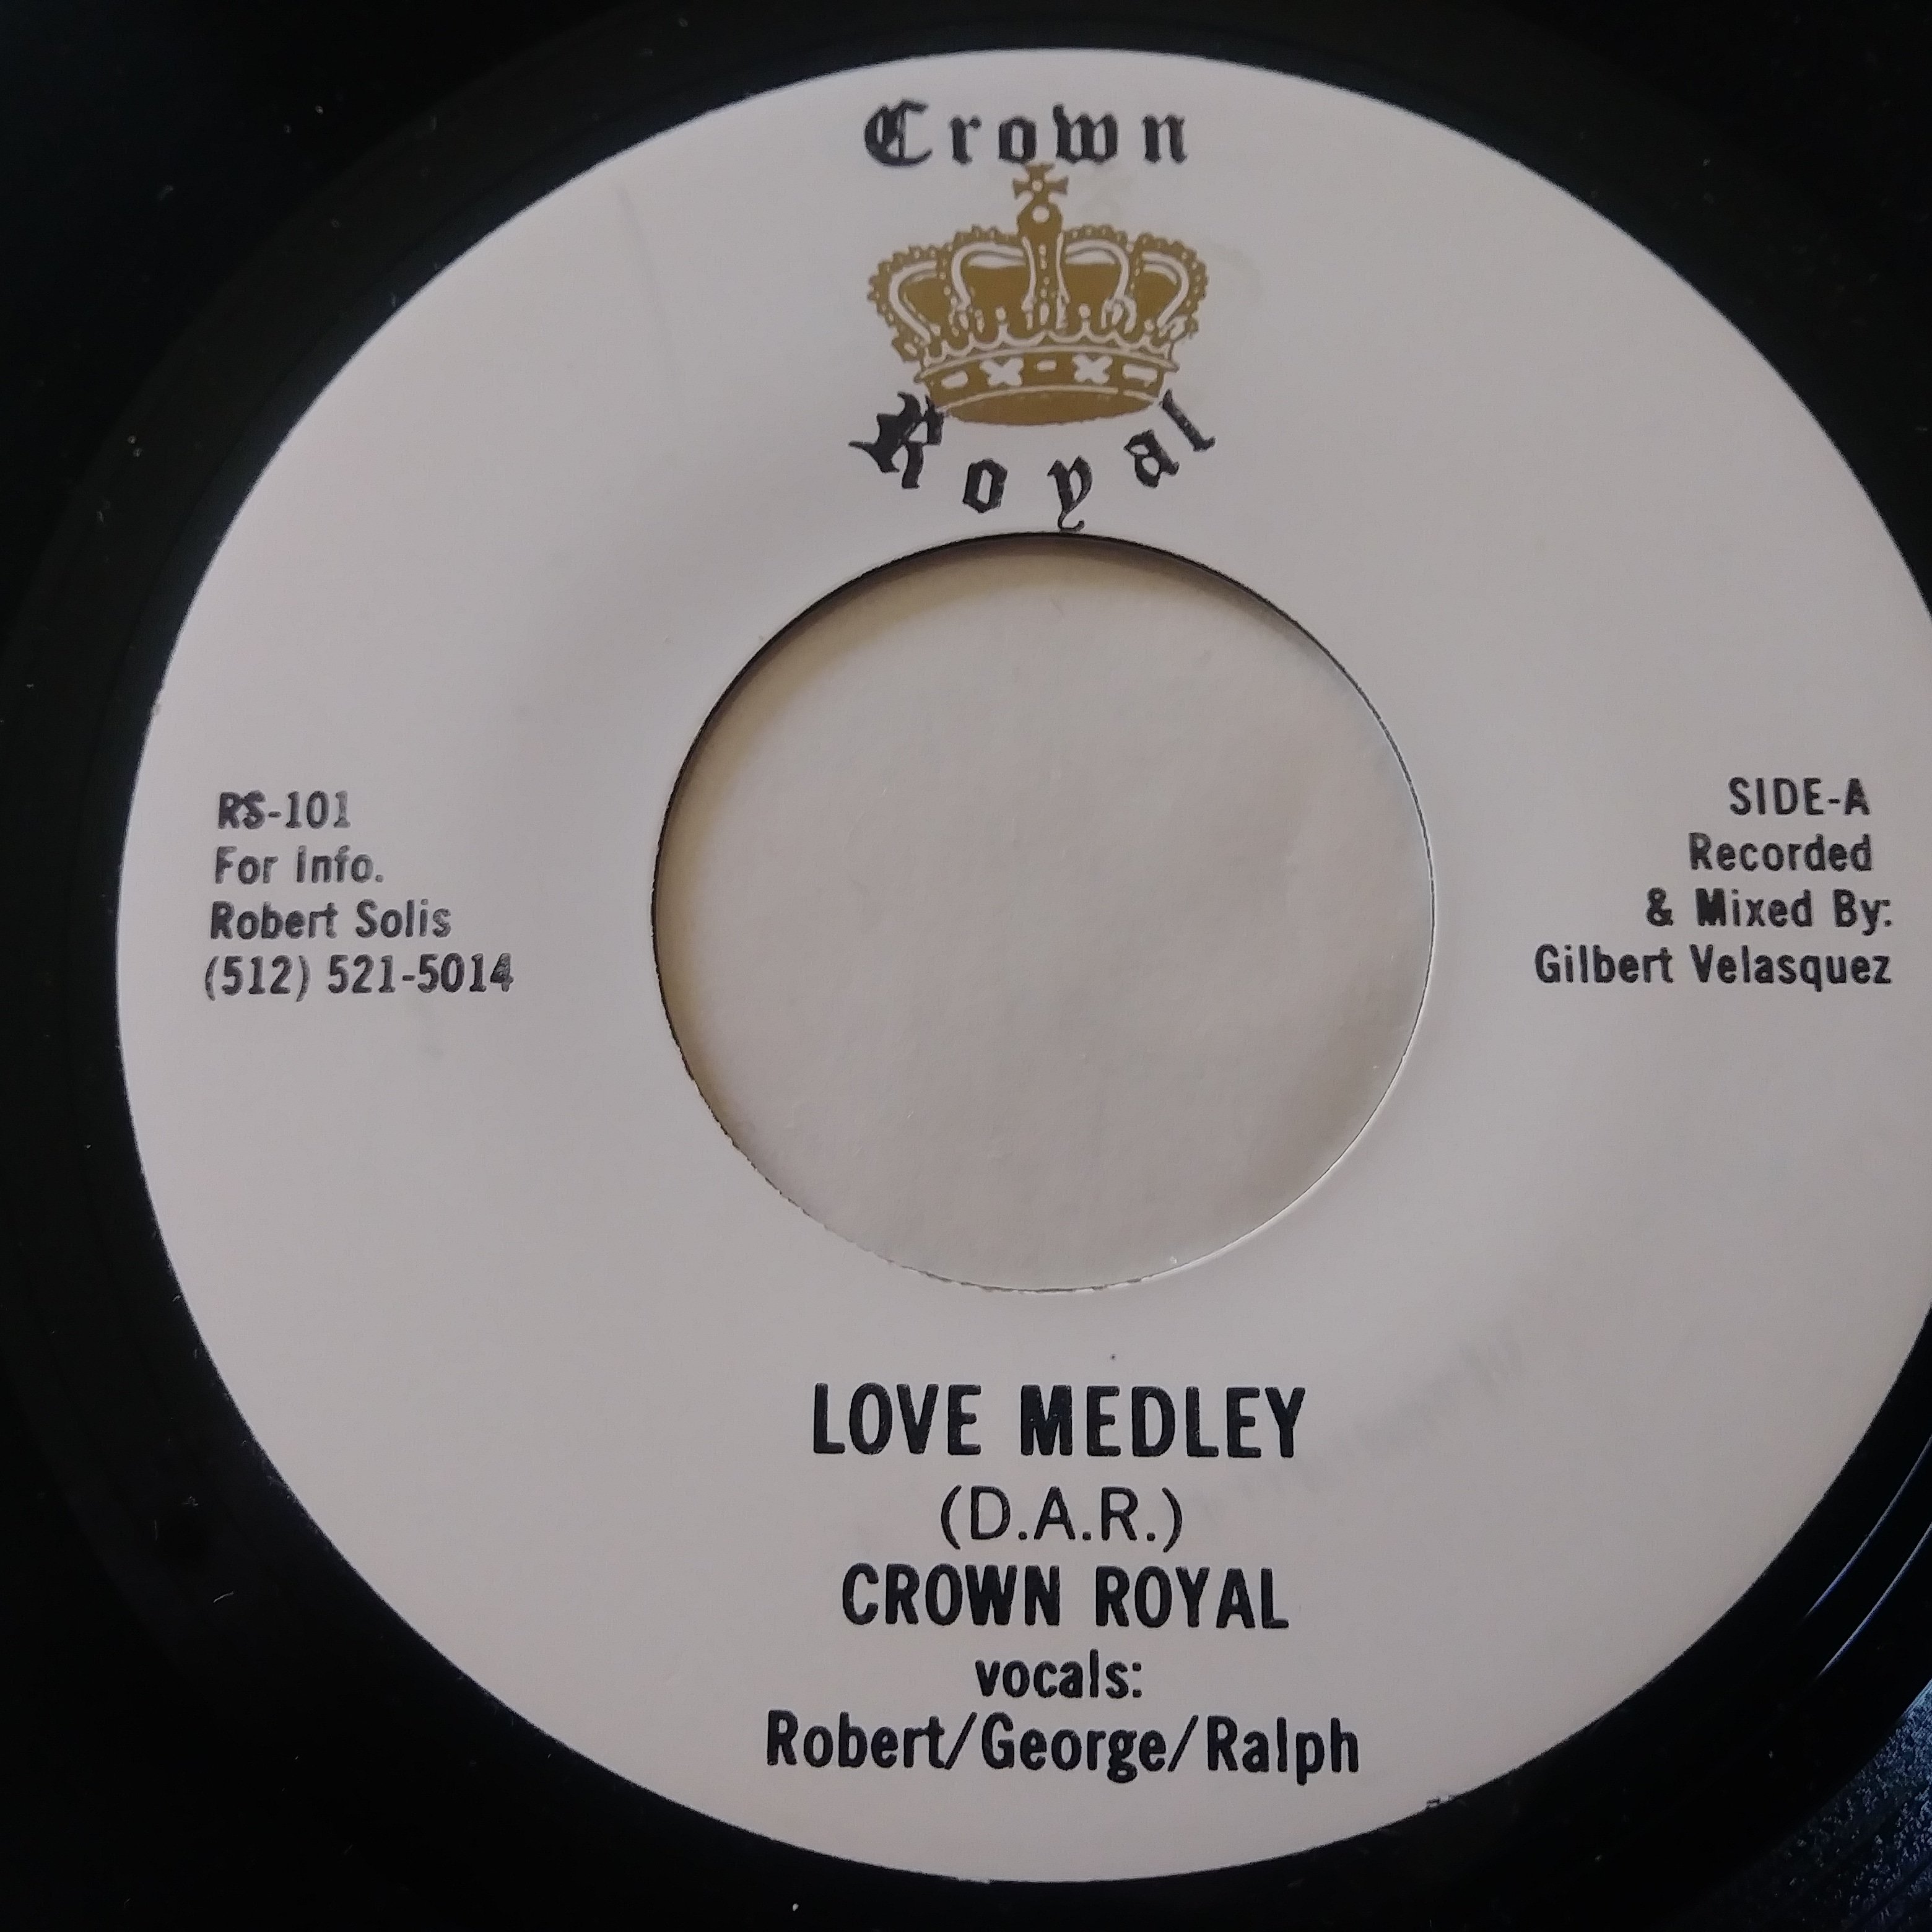 Crown
Royal
RS-101
For Info.
Robert Solis
(512) 521-5014
SIDE-A
Recorded
& Mixed By:
Gilbert Velasquez
LOVE MEDLEY
(D.A.R.)
CROWN ROYAL
vocals:
Robert/George/Ralph